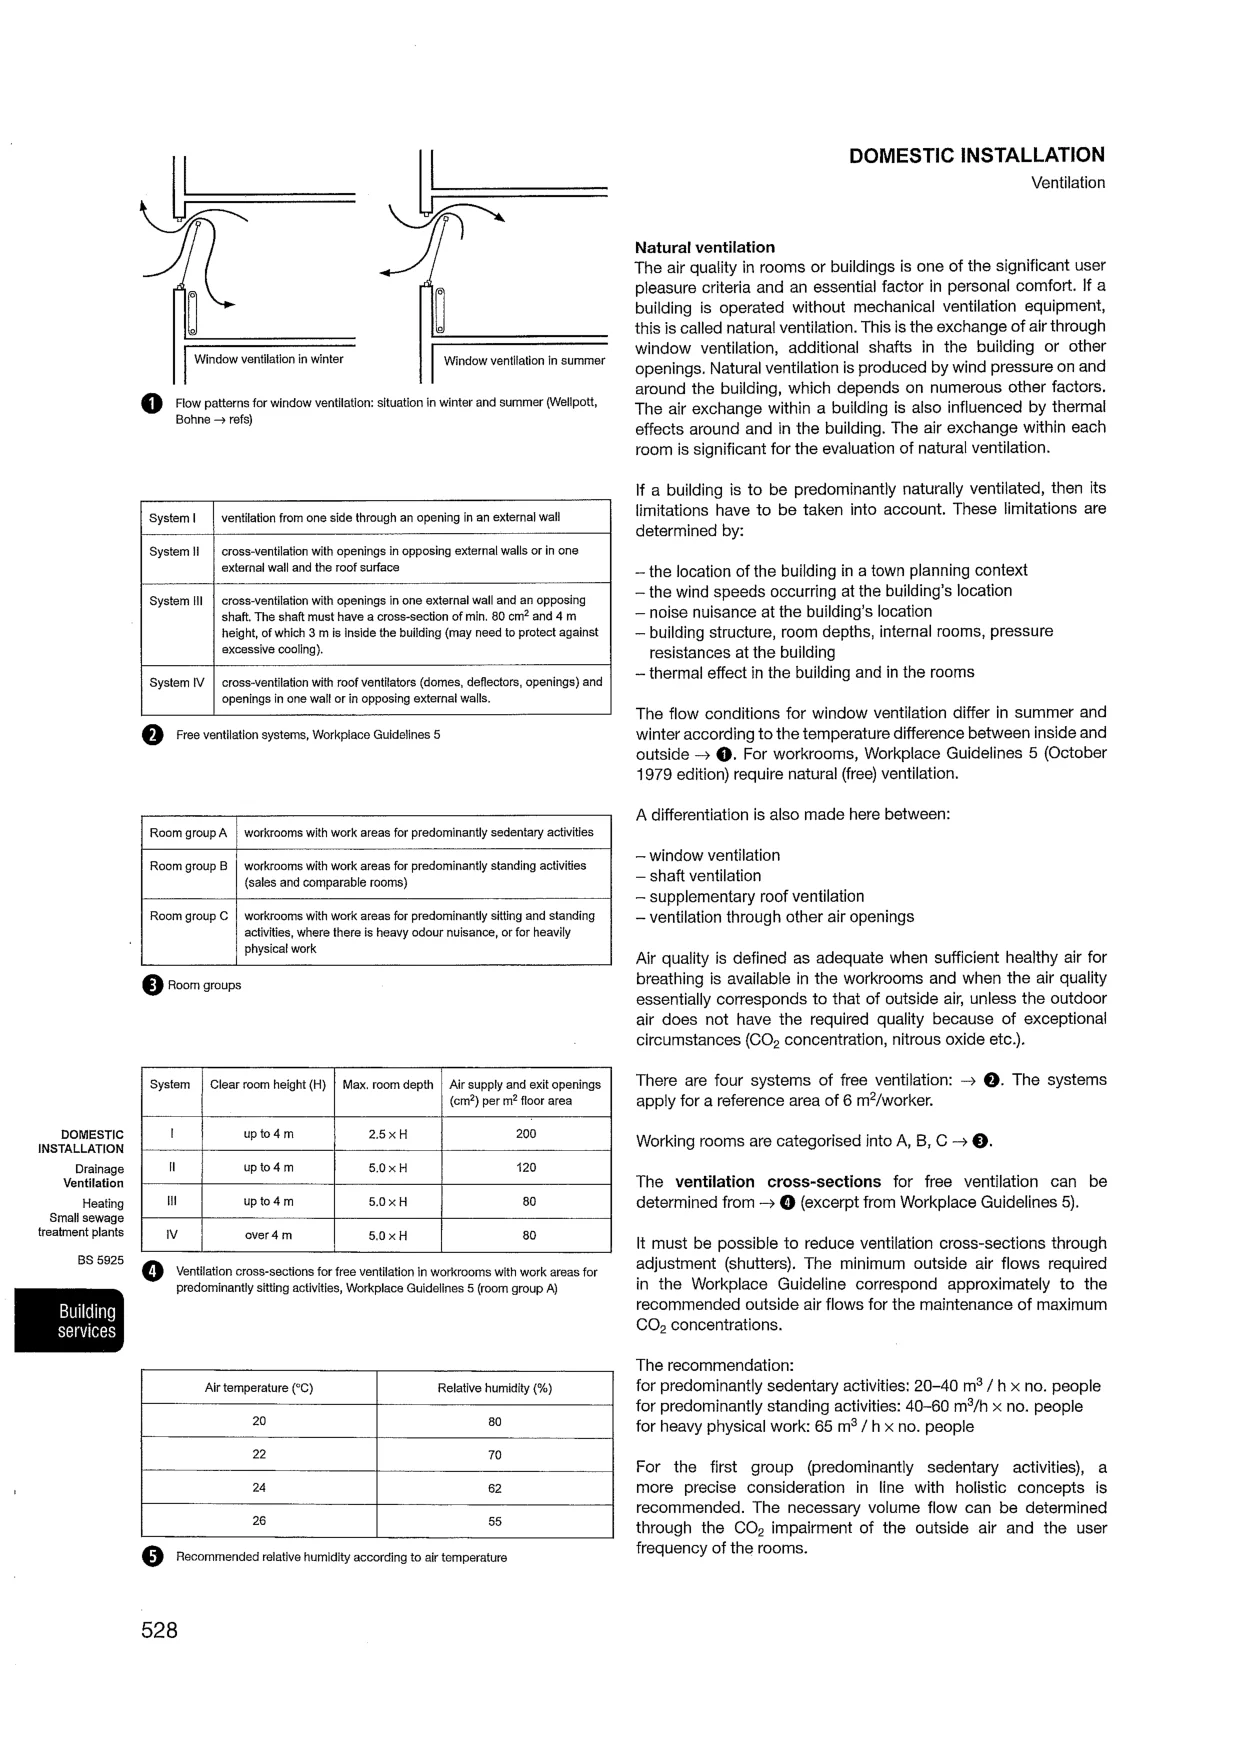 DOMESTIC INSTALLATION
Ventilation
Window ventilation in winter
Window ventilation in summer
❶ Flow patterns for window ventilation: situation in winter and summer (Wellpott,
Bohne → refs)
System I ventilation from one side through an opening in an external wall
System II cross-ventilation with openings in opposing external walls or in one
external wall and the roof surface
System III cross-ventilation with openings in one external wall and an opposing
shaft. The shaft must have a cross-section of min. 80 cm² and 4 m
height, of which 3 m is inside the building (may need to protect against
excessive cooling).
System IV cross-ventilation with roof ventilators (domes, deflectors, openings) and
openings in one wall or in opposing external walls.
❷ Free ventilation systems, Workplace Guidelines 5
Room group A workrooms with work areas for predominantly sedentary activities
Room group B workrooms with work areas for predominantly standing activities
(sales and comparable rooms)
Room group C workrooms with work areas for predominantly sitting and standing
activities, where there is heavy odour nuisance, or for heavily
physical work
❸ Room groups
System Clear room height (H) Max. room depth Air supply and exit openings
(cm²) per m² floor area
I up to 4 m 2.5 x H 200
II up to 4 m 5.0 x H 120
III up to 4 m 5.0 x H 80
IV over 4 m 5.0 x H 80
❹ Ventilation cross-sections for free ventilation in workrooms with work areas for
predominantly sitting activities, Workplace Guidelines 5 (room group A)
Air temperature (°C) Relative humidity (%)
20 80
22 70
24 62
26 55
❺ Recommended relative humidity according to air temperature
DOMESTIC
INSTALLATION
Drainage
Ventilation
Heating
Small sewage
treatment plants
BS 5925
Building
services
Natural ventilation
The air quality in rooms or buildings is one of the significant user
pleasure criteria and an essential factor in personal comfort. If a
building is operated without mechanical ventilation equipment,
this is called natural ventilation. This is the exchange of air through
window ventilation, additional shafts in the building or other
openings. Natural ventilation is produced by wind pressure on and
around the building, which depends on numerous other factors.
The air exchange within a building is also influenced by thermal
effects around and in the building. The air exchange within each
room is significant for the evaluation of natural ventilation.
If a building is to be predominantly naturally ventilated, then its
limitations have to be taken into account. These limitations are
determined by:
– the location of the building in a town planning context
– the wind speeds occurring at the building's location
– noise nuisance at the building's location
– building structure, room depths, internal rooms, pressure
resistances at the building
– thermal effect in the building and in the rooms
The flow conditions for window ventilation differ in summer and
winter according to the temperature difference between inside and
outside → ❶. For workrooms, Workplace Guidelines 5 (October
1979 edition) require natural (free) ventilation.
A differentiation is also made here between:
– window ventilation
– shaft ventilation
– supplementary roof ventilation
– ventilation through other air openings
Air quality is defined as adequate when sufficient healthy air for
breathing is available in the workrooms and when the air quality
essentially corresponds to that of outside air, unless the outdoor
air does not have the required quality because of exceptional
circumstances (CO₂ concentration, nitrous oxide etc.).
There are four systems of free ventilation: → ❷. The systems
apply for a reference area of 6 m²/worker.
Working rooms are categorised into A, B, C → ❸.
The ventilation cross-sections for free ventilation can be
determined from → ❹ (excerpt from Workplace Guidelines 5).
It must be possible to reduce ventilation cross-sections through
adjustment (shutters). The minimum outside air flows required
in the Workplace Guideline correspond approximately to the
recommended outside air flows for the maintenance of maximum
CO₂ concentrations.
The recommendation:
for predominantly sedentary activities: 20–40 m³ / h x no. people
for predominantly standing activities: 40–60 m³/h x no. people
for heavy physical work: 65 m³ / h x no. people
For the first group (predominantly sedentary activities), a
more precise consideration in line with holistic concepts is
recommended. The necessary volume flow can be determined
through the CO₂ impairment of the outside air and the user
frequency of the rooms.
528